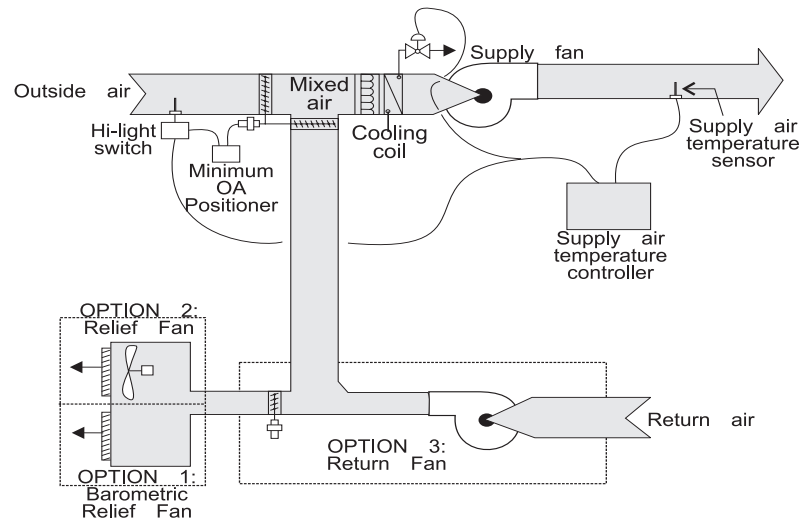 Supply fan
Outside air
Mixed
air
Hi-light
switch
Cooling
coil
Minimum
OA
Positioner
Supply air
temperature
sensor
Supply air
temperature
controller
OPTION 2:
Relief Fan
OPTION 3:
Return Fan
Return air
OPTION 1:
Barometric
Relief Fan